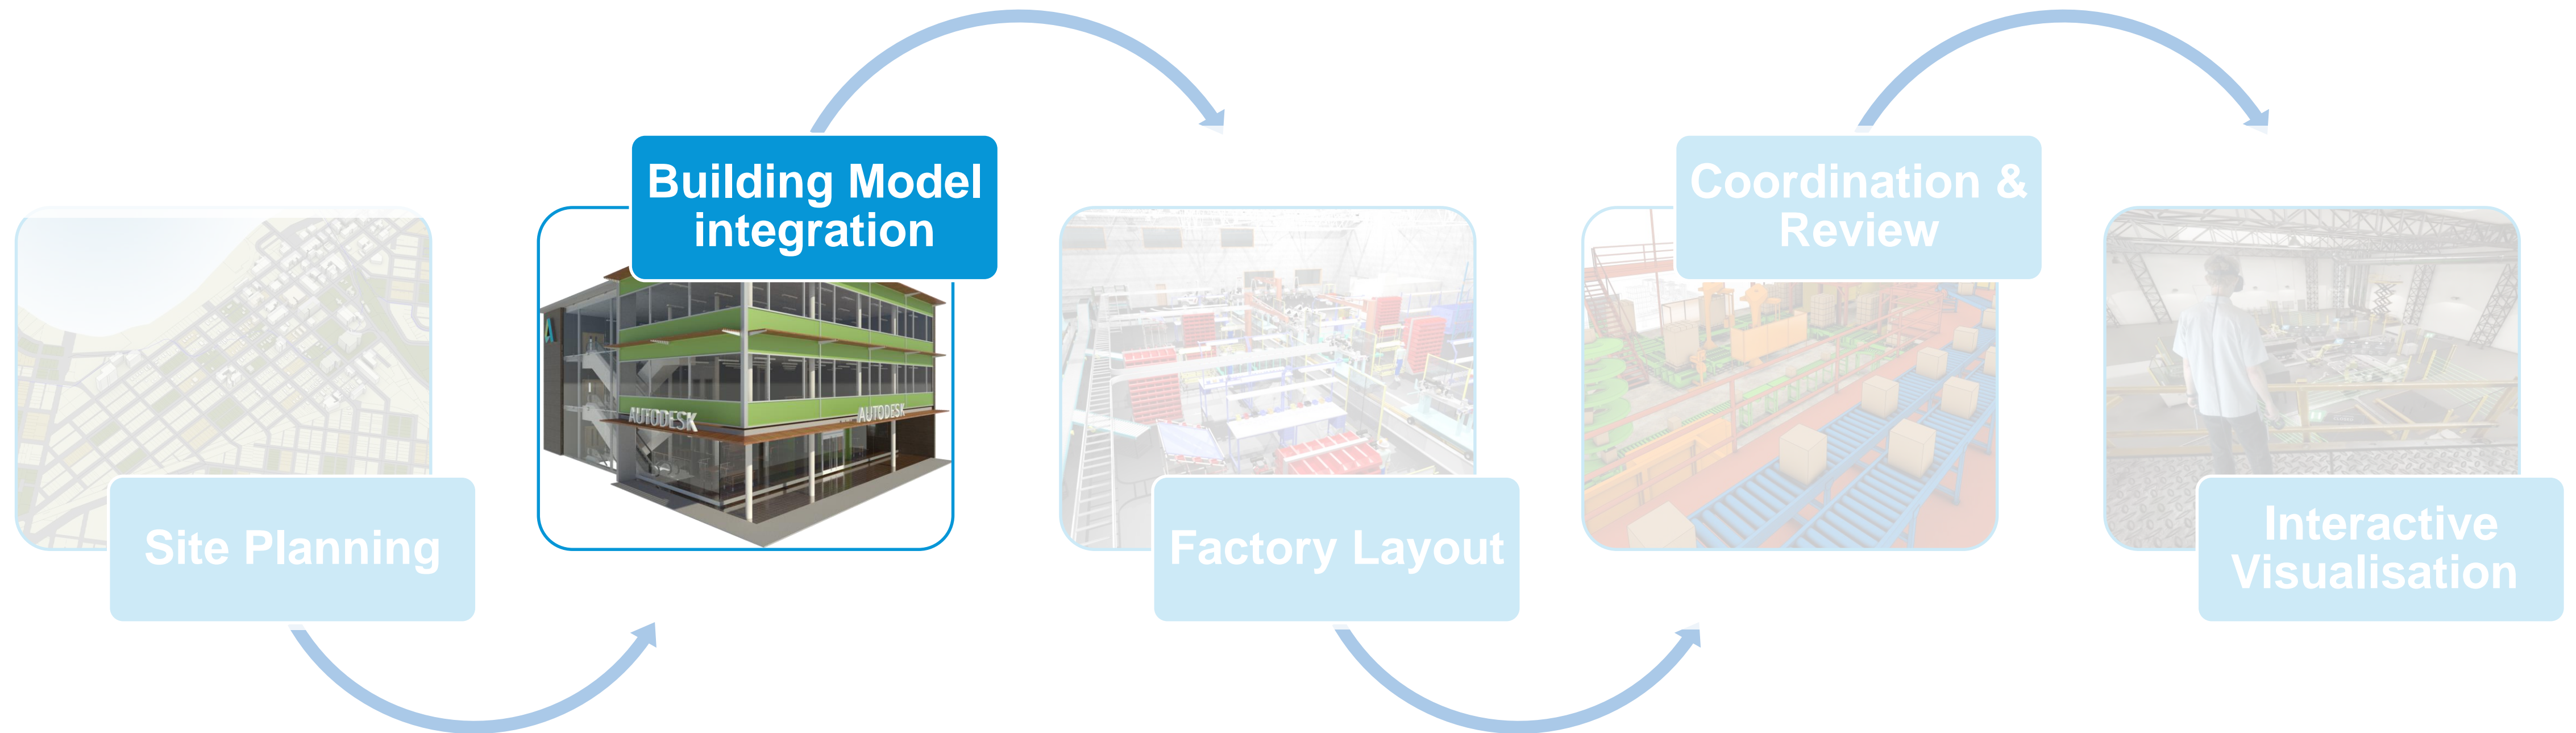 Site Planning
Building Model
integration
AUTODESK
AUTODESK
Factory Layout
Coordination &
Review
Interactive
Visualisation